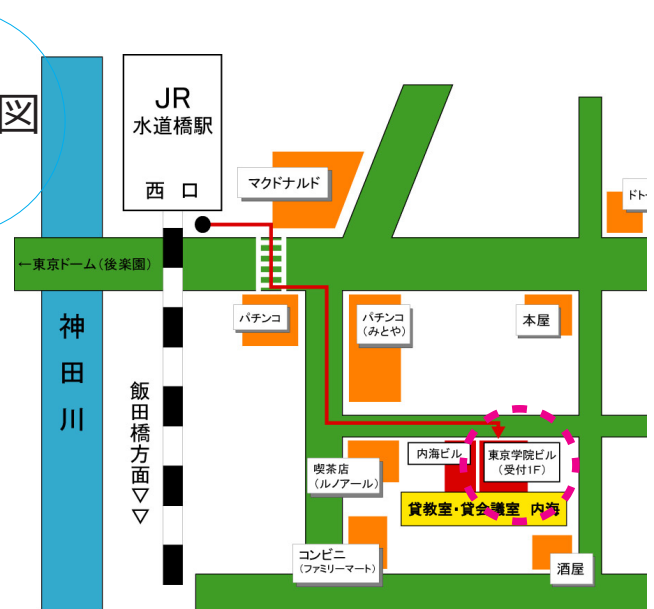 図
JR
水道橋駅
西 口
マクドナルド
←東京ドーム(後楽園)
パチンコ
パチンコ
(みとや)
本屋
神田川
飯田橋方面▽▽
内海ビル
東京学院ビル
(受付1F)
喫茶店
(ルノアール)
貸教室・貸会議室 内海
コンビニ
(ファミリーマート)
酒屋